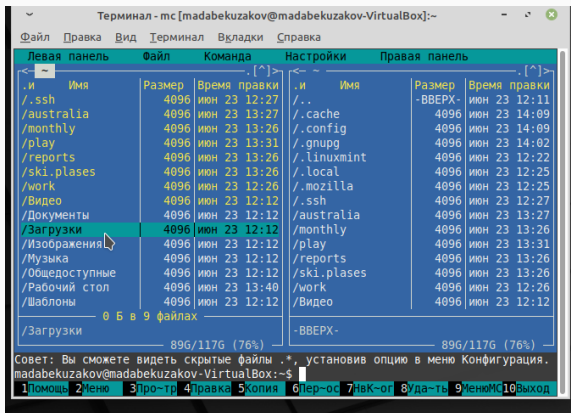 Терминал - mc [madabekuzakov@madabekuzakov-VirtualBox]:~
Файл Правка Вид Терминал Вкладки Справка
Левая панель Файл Команда Настройки Правая панель
<- ~ .[^]> <- ~ .[^]>
.и Имя Размер Время правки .и Имя Размер Время правки
/.ssh 4096 июн 23 12:27 /.. -ВВЕРХ- июн 23 12:11
/australia 4096 июн 23 13:27 /.cache 4096 июн 23 14:09
/monthly 4096 июн 23 13:26 /.config 4096 июн 23 14:09
/play 4096 июн 23 13:31 /.gnupg 4096 июн 23 14:02
/reports 4096 июн 23 13:26 /.linuxmint 4096 июн 23 12:22
/ski.plases 4096 июн 23 13:26 /.local 4096 июн 23 12:25
/work 4096 июн 23 12:26 /.mozilla 4096 июн 23 12:25
/Видео 4096 июн 23 12:12 /.ssh 4096 июн 23 12:27
/Документы 4096 июн 23 12:12 /australia 4096 июн 23 13:27
/Загрузки 4096 июн 23 12:12 /monthly 4096 июн 23 13:26
/Изображения 4096 июн 23 12:12 /play 4096 июн 23 13:31
/Музыка 4096 июн 23 12:12 /reports 4096 июн 23 13:26
/Общедоступные 4096 июн 23 12:12 /ski.plases 4096 июн 23 13:26
/Рабочий стол 4096 июн 23 13:40 /work 4096 июн 23 12:26
/Шаблоны 4096 июн 23 12:12 /Видео 4096 июн 23 12:12
0 Б в 9 файлах
/Загрузки -ВВЕРХ-
89G/117G (76%) 89G/117G (76%)
Совет: Вы сможете видеть скрытые файлы .*, установив опцию в меню Конфигурация.
madabekuzakov@madabekuzakov-VirtualBox:~$
1Помощь 2Меню 3Про~тр 4Правка 5Копия 6Пер~ос 7НвК~ог 8Уда~ть 9МенюMC 10Выход